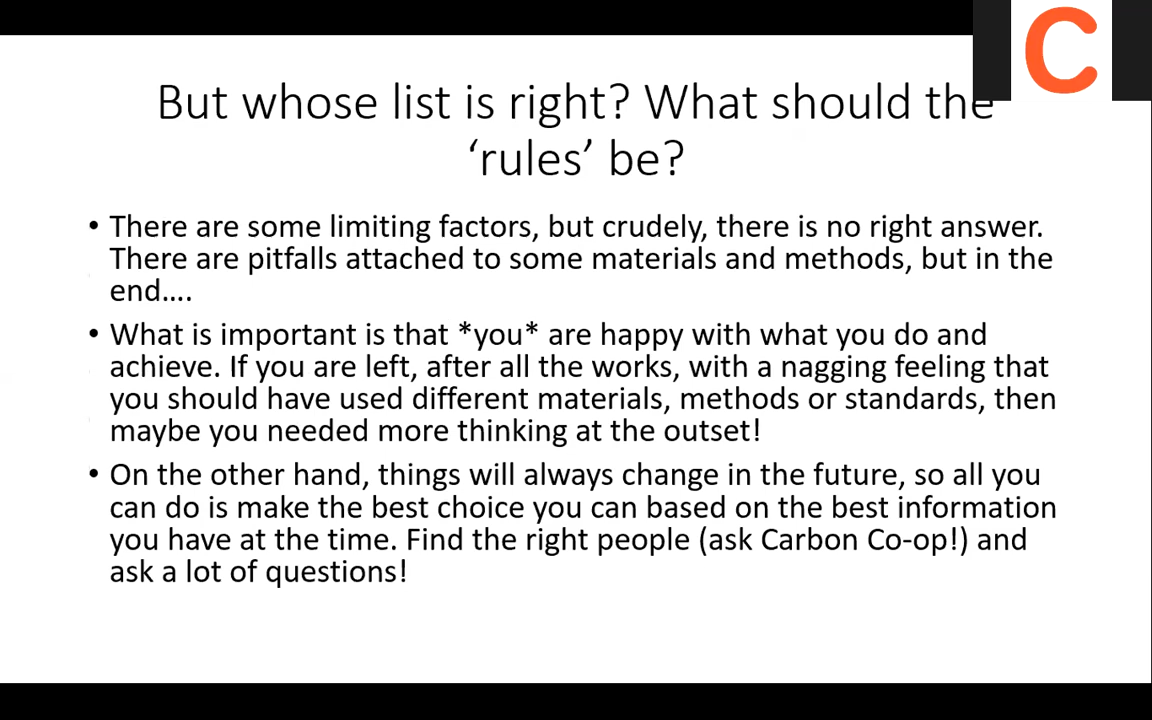 C
But whose list is right? What should the
‘rules’ be?
• There are some limiting factors, but crudely, there is no right answer.
There are pitfalls attached to some materials and methods, but in the
end….
• What is important is that *you* are happy with what you do and
achieve. If you are left, after all the works, with a nagging feeling that
you should have used different materials, methods or standards, then
maybe you needed more thinking at the outset!
• On the other hand, things will always change in the future, so all you
can do is make the best choice you can based on the best information
you have at the time. Find the right people (ask Carbon Co-op!) and
ask a lot of questions!